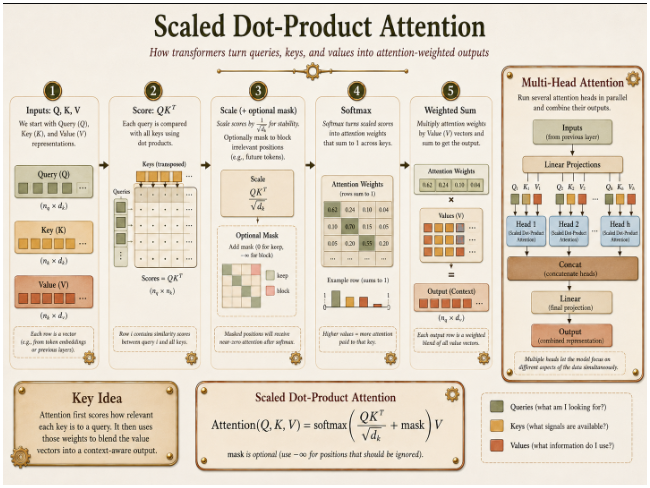 Scaled Dot-Product Attention
How transformers turn queries, keys, and values into attention-weighted outputs
1
Inputs: Q, K, V
We start with Query (Q),
Key (K), and Value (V)
representations.
Query (Q)
...
(n_q × d_k)
Key (K)
...
(n_k × d_k)
Value (V)
...
(n_k × d_v)
Each row is a vector
(e.g., from token embeddings
or previous layers).
2
Score: QK^T
Each query is compared
with all keys using
dot products.
Keys (transposed)
...
Queries
Scores = QK^T
(n_q × n_k)
Row i contains similarity scores
between query i and all keys.
3
Scale (+ optional mask)
Scale scores by 1/√d_k for stability.
Optionally mask to block
irrelevant positions
(e.g., future tokens).
Scale
QK^T
√d_k
Optional Mask
Add mask (0 for keep,
−∞ for block)
keep
block
Masked positions will receive
near zero attention after softmax.
4
Softmax
Softmax turns scaled scores
into attention weights
that sum to 1 across keys.
Attention Weights
(rows sum to 1)
0.62 0.24 0.10 0.04
0.10 0.70 0.15 0.05
0.05 0.20 0.55 0.20
... ... ... ...
Example row (sums to 1)
Higher values = more attention
paid to that key.
5
Weighted Sum
Multiply attention weights
by Value (V) vectors and
sum to get the output.
Attention Weights
0.62 0.24 0.10 0.04
×
Values (V)
...
=
Output (Context)
...
(n_q × d_v)
Each output row is a weighted
blend of all value vectors.
Multi-Head Attention
Run several attention heads in parallel
and combine their outputs.
Inputs
(from previous layer)
Linear Projections
Head 1
(Scaled Dot-Product
Attention)
Head 2
(Scaled Dot-Product
Attention)
...
Head h
(Scaled Dot-Product
Attention)
Concat
(concatenate heads)
Linear
(final projection)
Output
(combined representation)
Multiple heads let the model focus on
different aspects of the data simultaneously.
Key Idea
Attention first scores how relevant
each key is to a query. It then uses
those weights to blend the value
vectors into a context-aware output.
Scaled Dot-Product Attention
Attention(Q, K, V) = softmax ( QK^T / √d_k + mask ) V
mask is optional (use −∞ for positions that should be ignored).
Queries (what am I looking for?)
Keys (what signals are available?)
Values (what information do I use?)